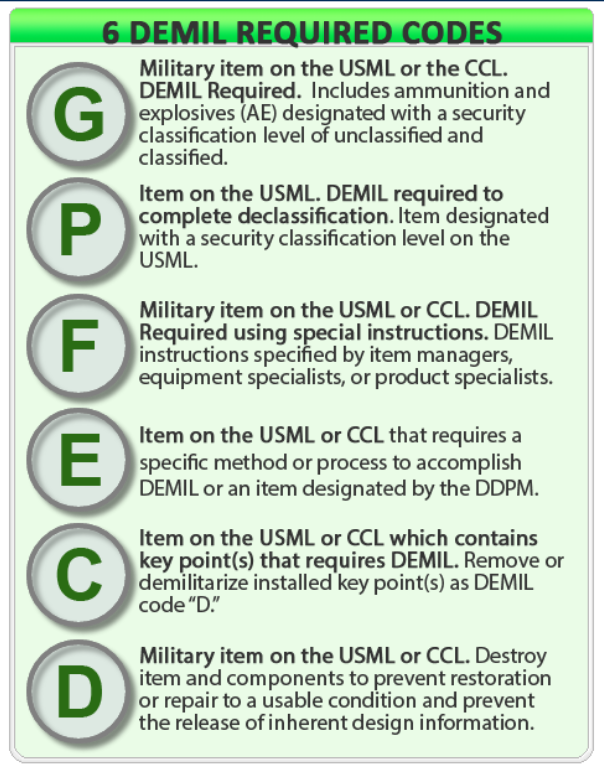 6 DEMIL REQUIRED CODES
G
Military item on the USML or the CCL.
DEMIL Required. Includes ammunition and
explosives (AE) designated with a security
classification level of unclassified and
classified.
P
Item on the USML. DEMIL required to
complete declassification. Item designated
with a security classification level on the
USML.
F
Military item on the USML or CCL. DEMIL
Required using special instructions. DEMIL
instructions specified by item managers,
equipment specialists, or product specialists.
E
Item on the USML or CCL that requires a
specific method or process to accomplish
DEMIL or an item designated by the DDPM.
C
Item on the USML or CCL which contains
key point(s) that requires DEMIL. Remove or
demilitarize installed key point(s) as DEMIL
code “D.”
D
Military item on the USML or CCL. Destroy
item and components to prevent restoration
or repair to a usable condition and prevent
the release of inherent design information.